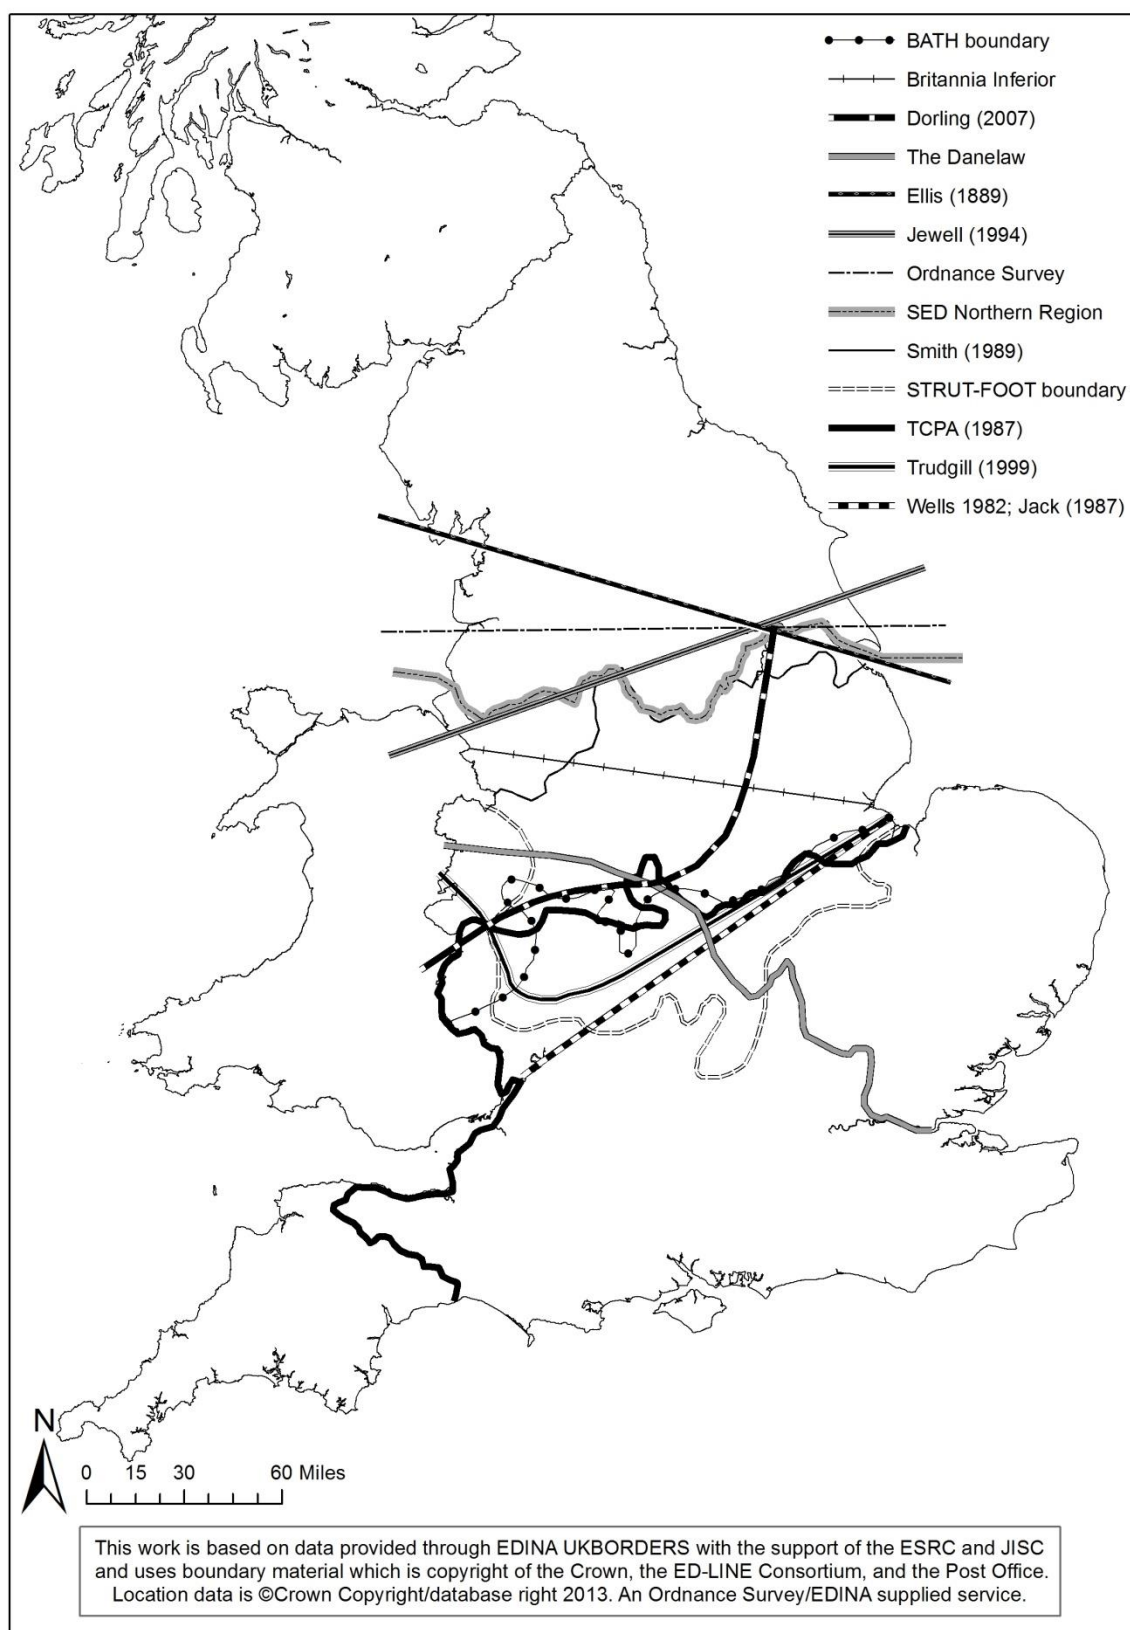 BATH boundary
Britannia Inferior
Dorling (2007)
The Danelaw
Ellis (1889)
Jewell (1994)
Ordnance Survey
SED Northern Region
Smith (1989)
STRUT-FOOT boundary
TCPA (1987)
Trudgill (1999)
Wells 1982; Jack (1987)
N
0 15 30 60 Miles
This work is based on data provided through EDINA UKBORDERS with the support of the ESRC and JISC
and uses boundary material which is copyright of the Crown, the ED-LINE Consortium, and the Post Office.
Location data is ©Crown Copyright/database right 2013. An Ordnance Survey/EDINA supplied service.